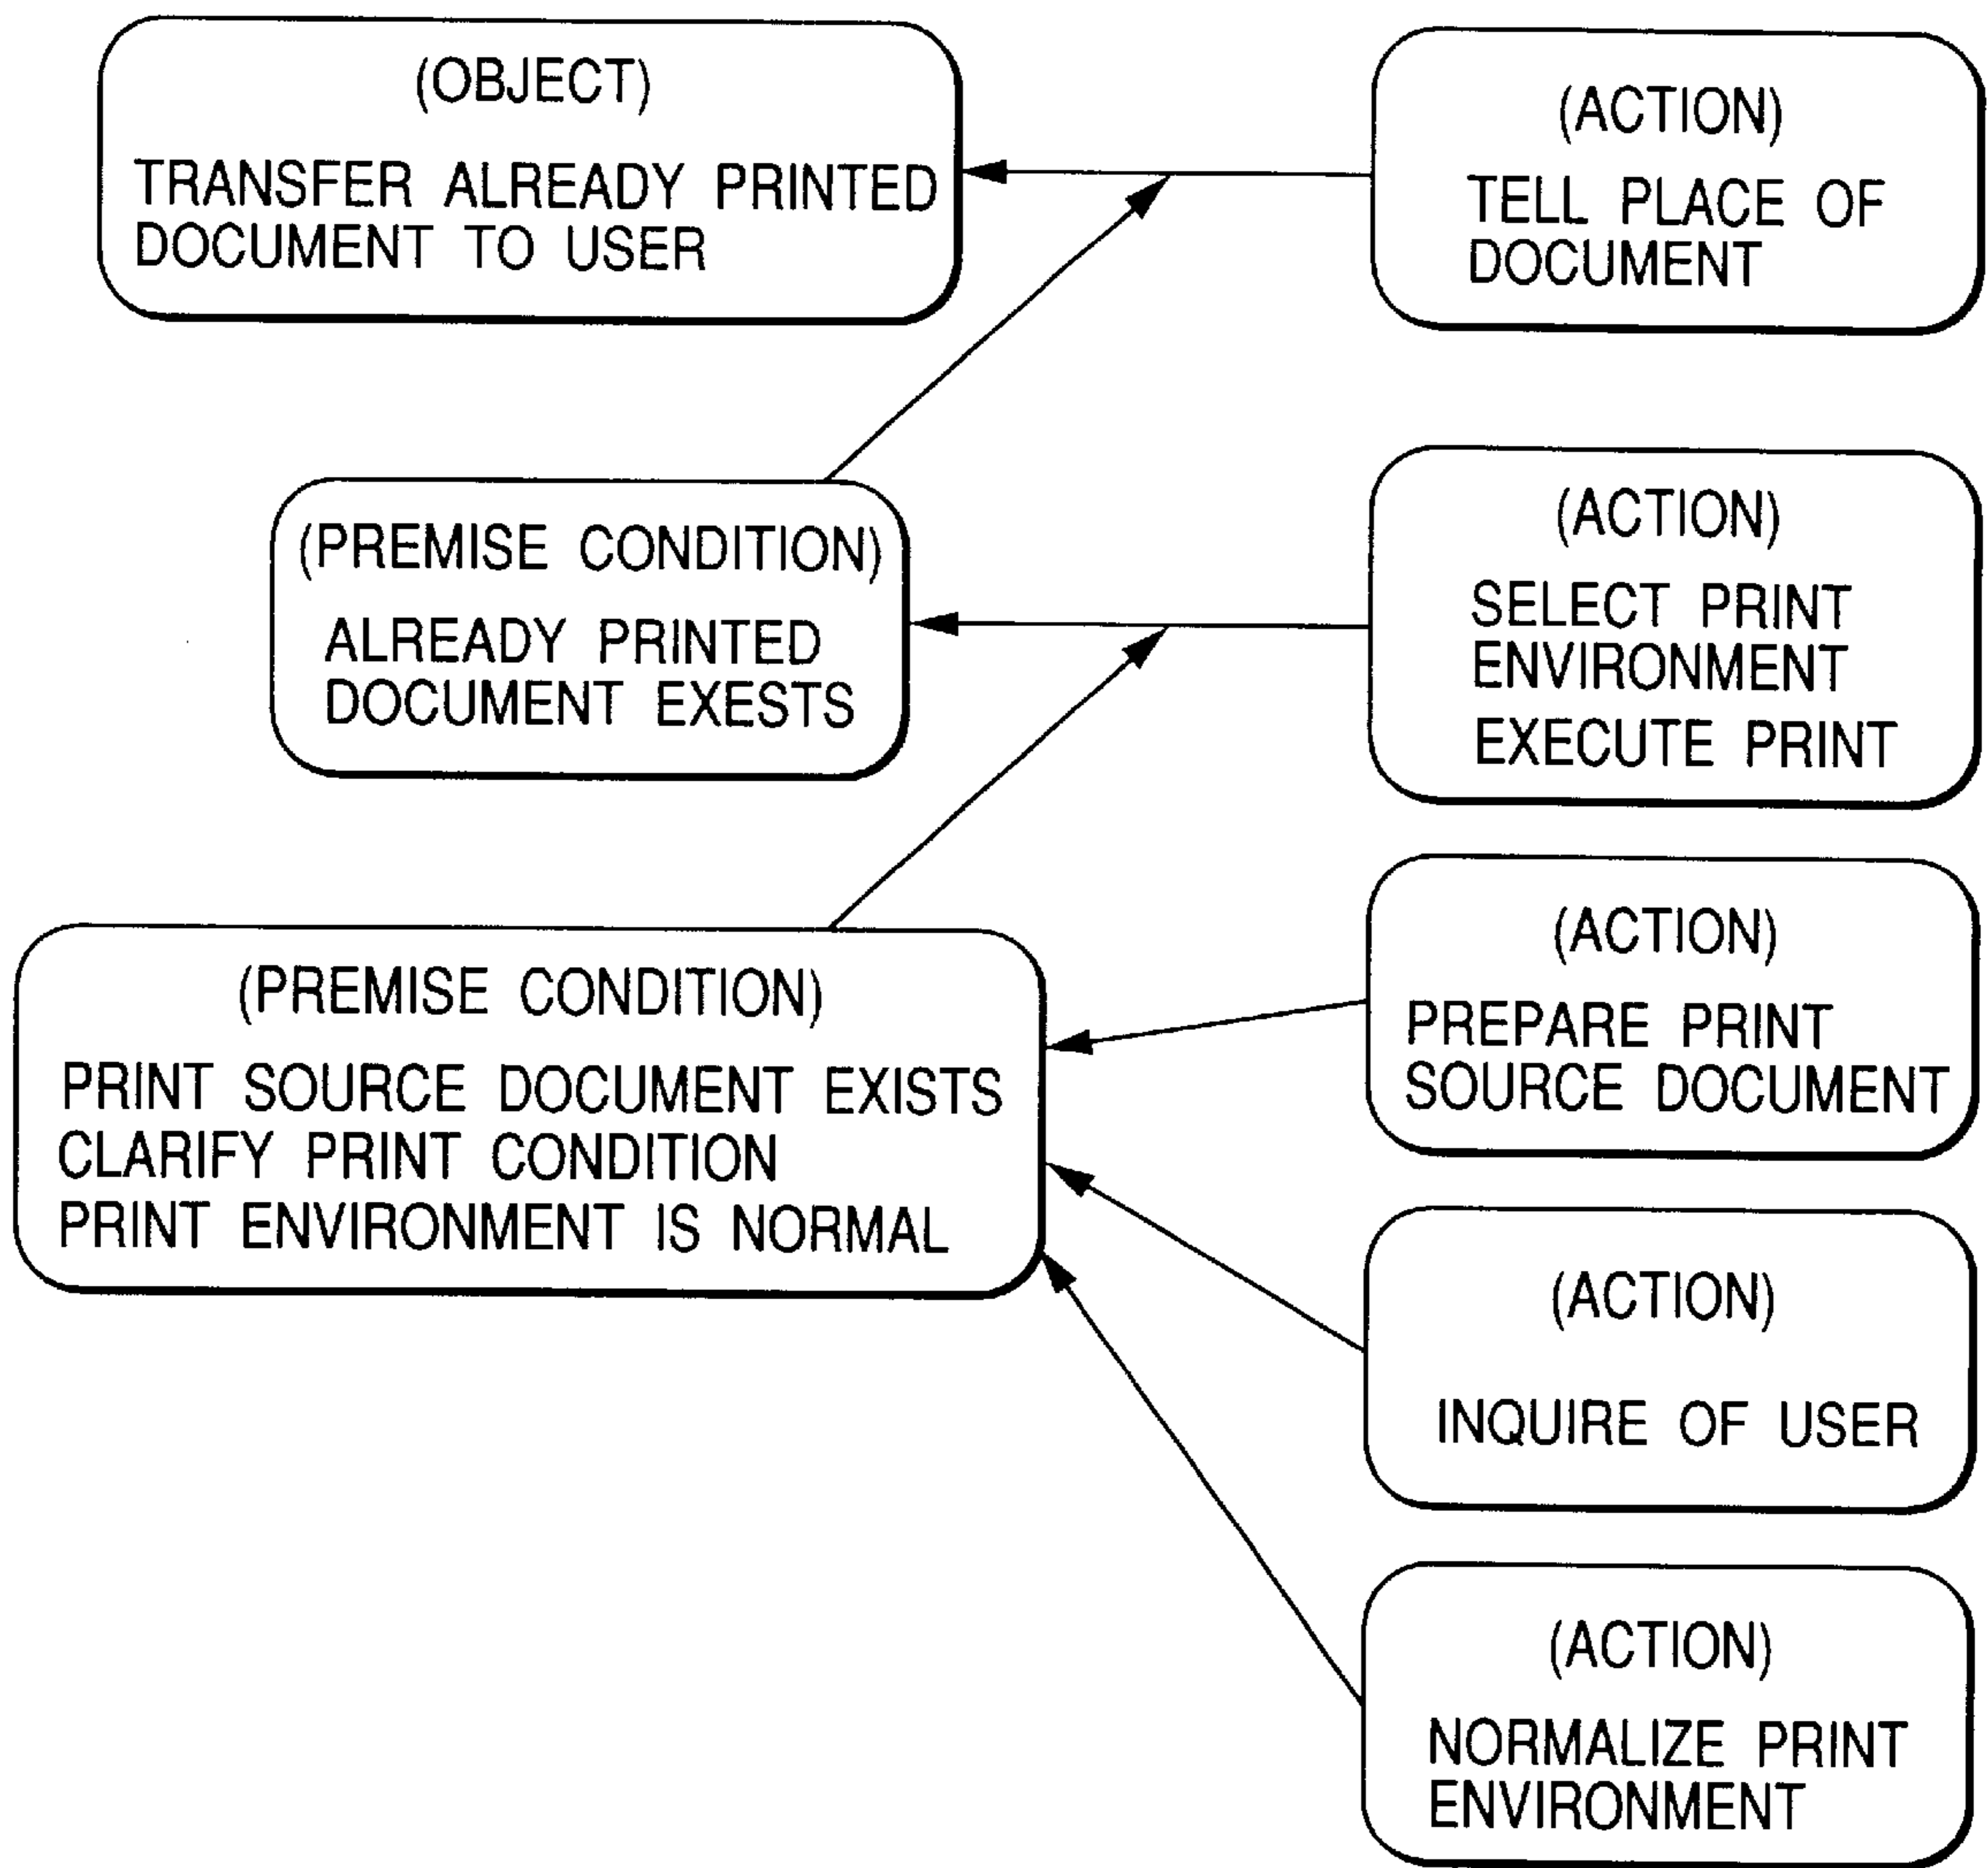 (OBJECT)
TRANSFER ALREADY PRINTED
DOCUMENT TO USER
(ACTION)
TELL PLACE OF
DOCUMENT
(PREMISE CONDITION)
ALREADY PRINTED
DOCUMENT EXESTS
(ACTION)
SELECT PRINT
ENVIRONMENT
EXECUTE PRINT
(PREMISE CONDITION)
PRINT SOURCE DOCUMENT EXISTS
CLARIFY PRINT CONDITION
PRINT ENVIRONMENT IS NORMAL
(ACTION)
PREPARE PRINT
SOURCE DOCUMENT
(ACTION)
INQUIRE OF USER
(ACTION)
NORMALIZE PRINT
ENVIRONMENT